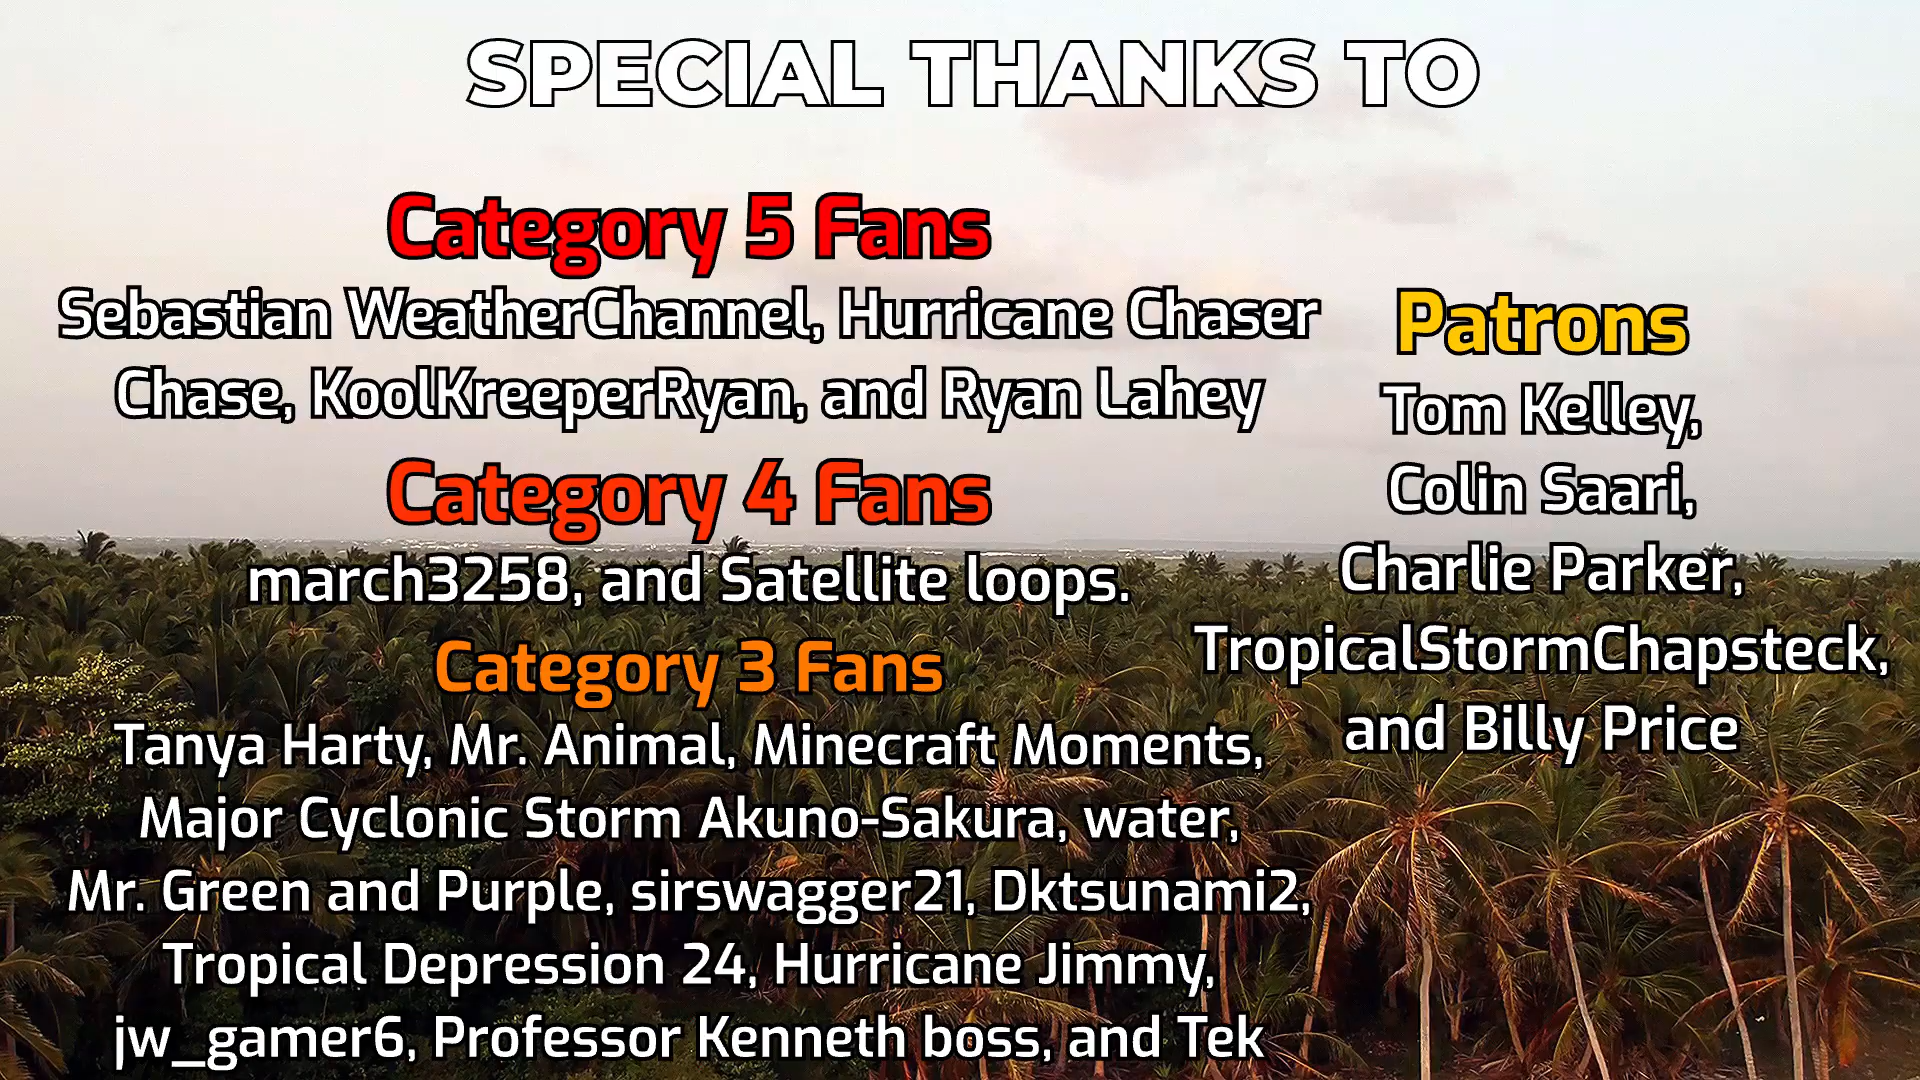 SPECIAL THANKS TO
Category 5 Fans
Sebastian WeatherChannel, Hurricane Chaser
Chase, KoolKreeperRyan, and Ryan Lahey
Category 4 Fans
march3258, and Satellite loops.
Category 3 Fans
Tanya Harty, Mr. Animal, Minecraft Moments,
Major Cyclonic Storm Akuno-Sakura, water,
Mr. Green and Purple, sirswagger21, Dktsunami2,
Tropical Depression 24, Hurricane Jimmy,
jw_gamer6, Professor Kenneth boss, and Tek
Patrons
Tom Kelley,
Colin Saari,
Charlie Parker,
TropicalStormChapsteck,
and Billy Price